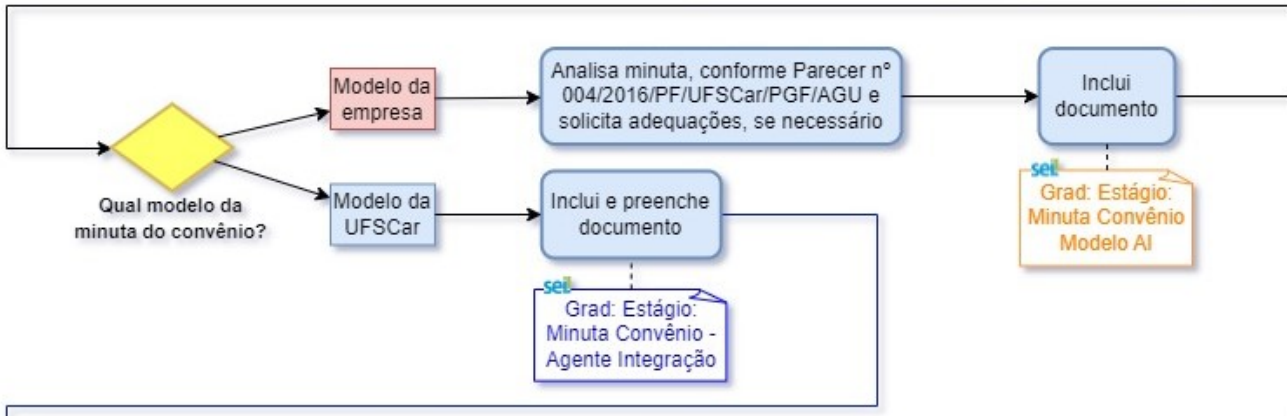 Qual modelo da
minuta do convênio?
Modelo da
empresa
Analisa minuta, conforme Parecer nº
004/2016/PF/UFSCar/PGF/AGU e
solicita adequações, se necessário
Inclui
documento
sei!
Grad: Estágio:
Minuta Convênio
Modelo AI
Modelo da
UFSCar
Inclui e preenche
documento
sei!
Grad: Estágio:
Minuta Convênio -
Agente Integração